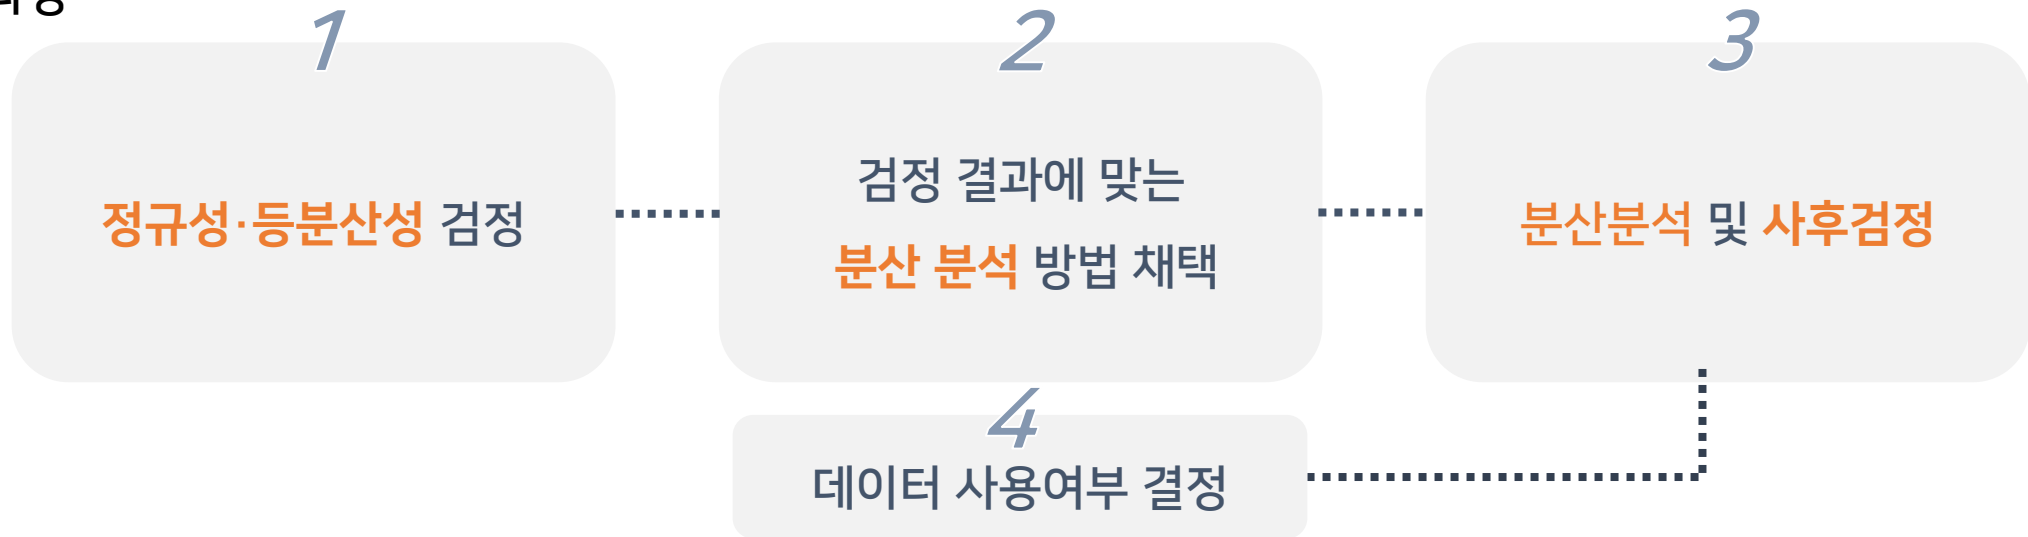 1
정규성·등분산성 검정
2
검정 결과에 맞는
분산 분석 방법 채택
3
분산분석 및 사후검정
4
데이터 사용여부 결정